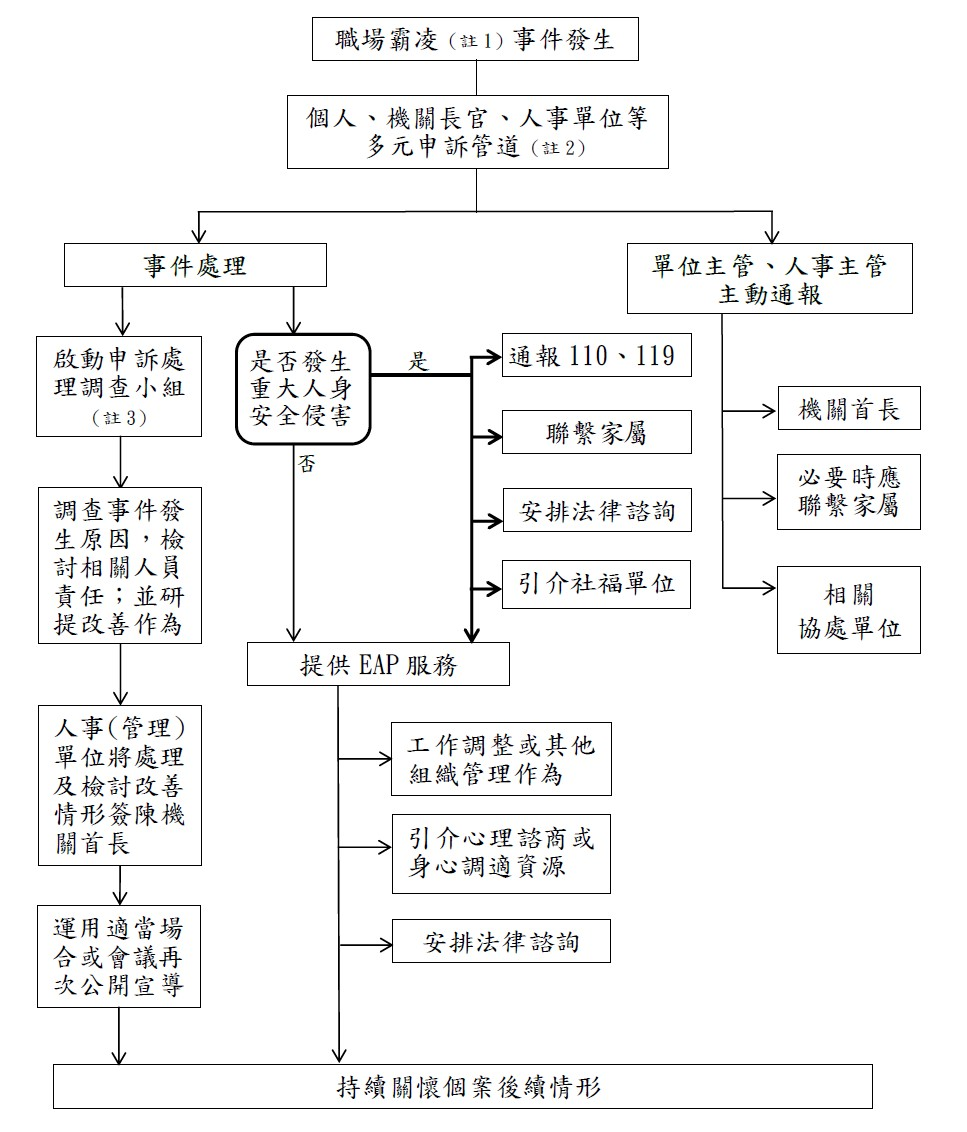 職場霸凌（註1）事件發生
個人、機關長官、人事單位等
多元申訴管道（註2）
事件處理
單位主管、人事主管
主動通報
啟動申訴處
理調查小組
（註3）
是否發生
重大人身
安全侵害
是
否
通報110、119
聯繫家屬
安排法律諮詢
引介社福單位
機關首長
必要時應
聯繫家屬
相關
協處單位
調查事件發
生原因，檢
討相關人員
責任；並研
提改善作為
提供EAP服務
人事(管理)
單位將處理
及檢討改善
情形簽陳機
關首長
工作調整或其他
組織管理作為
引介心理諮商或
身心調適資源
安排法律諮詢
運用適當場
合或會議再
次公開宣導
持續關懷個案後續情形